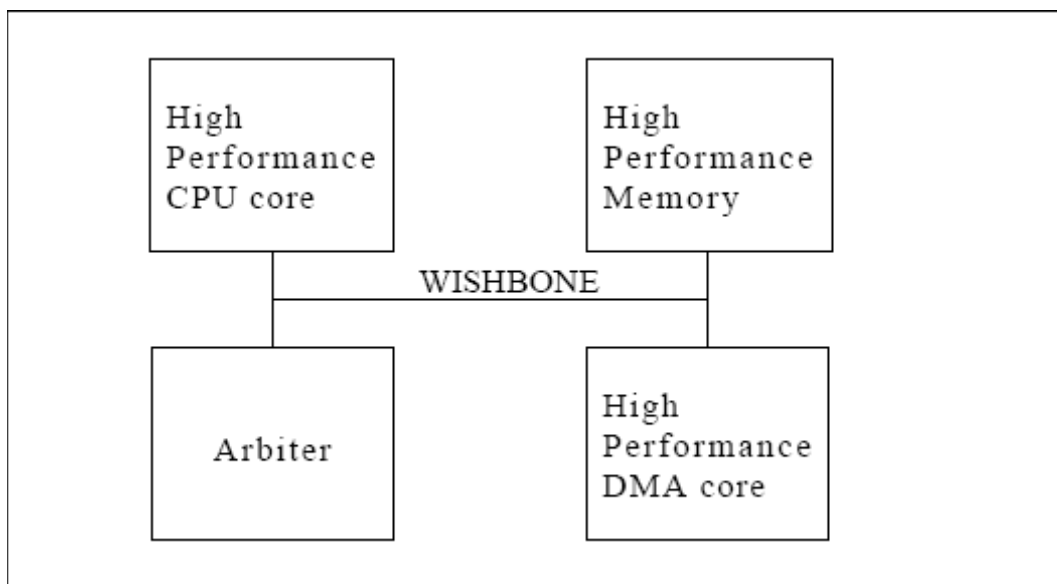 High
Performance
CPU core
High
Performance
Memory
WISHBONE
Arbiter
High
Performance
DMA core